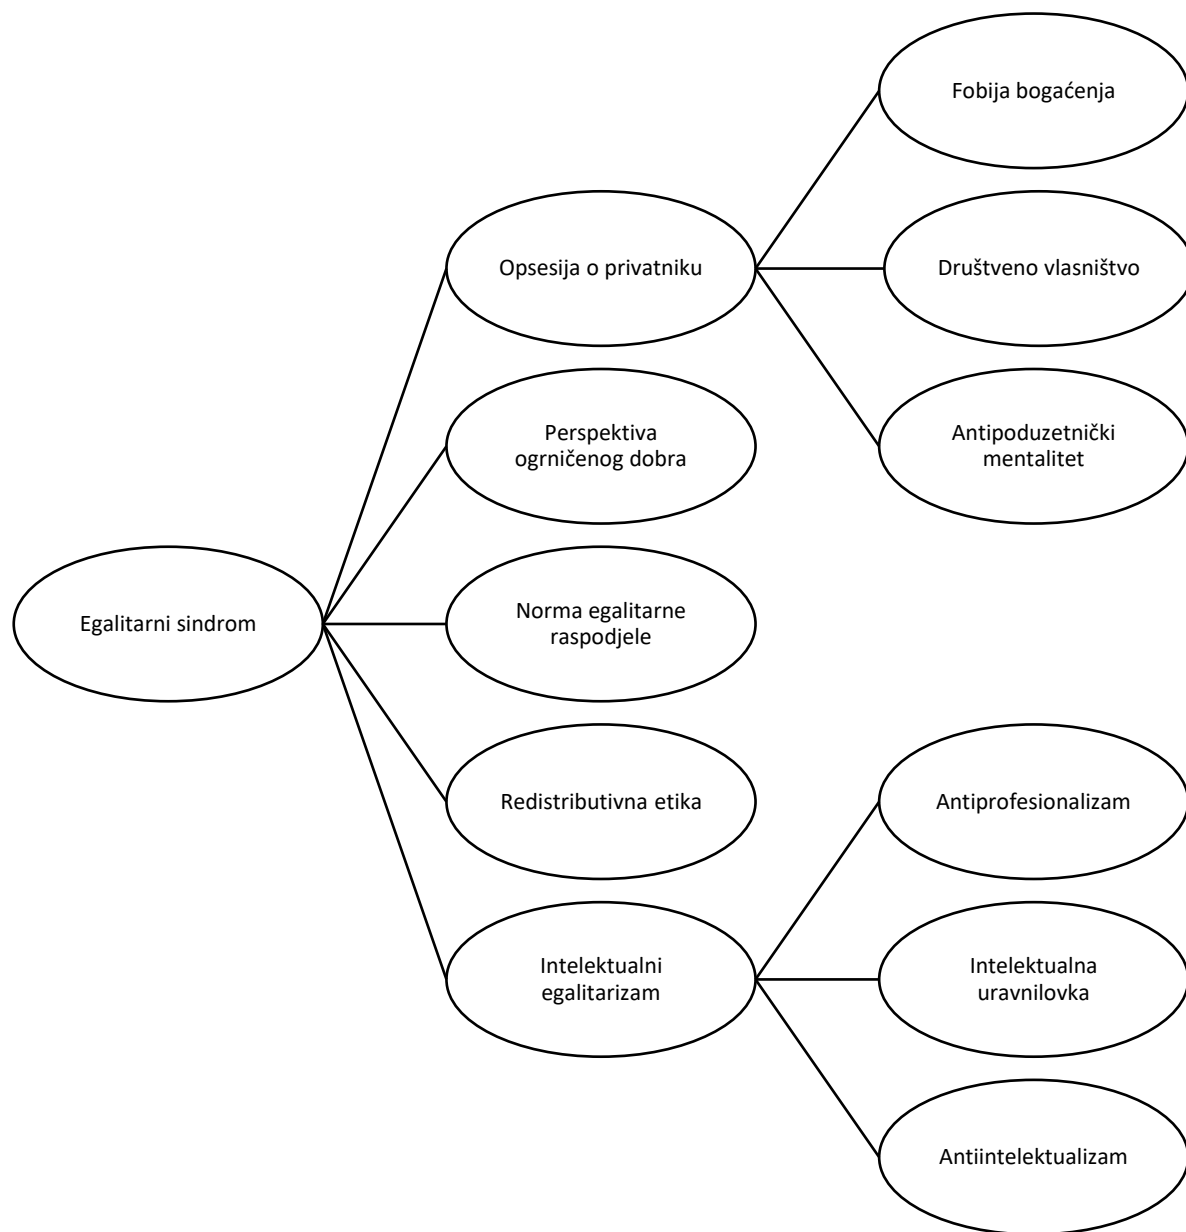 Fobija bogaćenja
Opsesija o privatniku
Društveno vlasništvo
Perspektiva
ogrničenog dobra
Antipoduzetnički
mentalitet
Egalitarni sindrom
Norma egalitarne
raspodjele
Redistributivna etika
Antiprofesionalizam
Intelektualni
egalitarizam
Intelektualna
uravnilovka
Antiintelektualizam